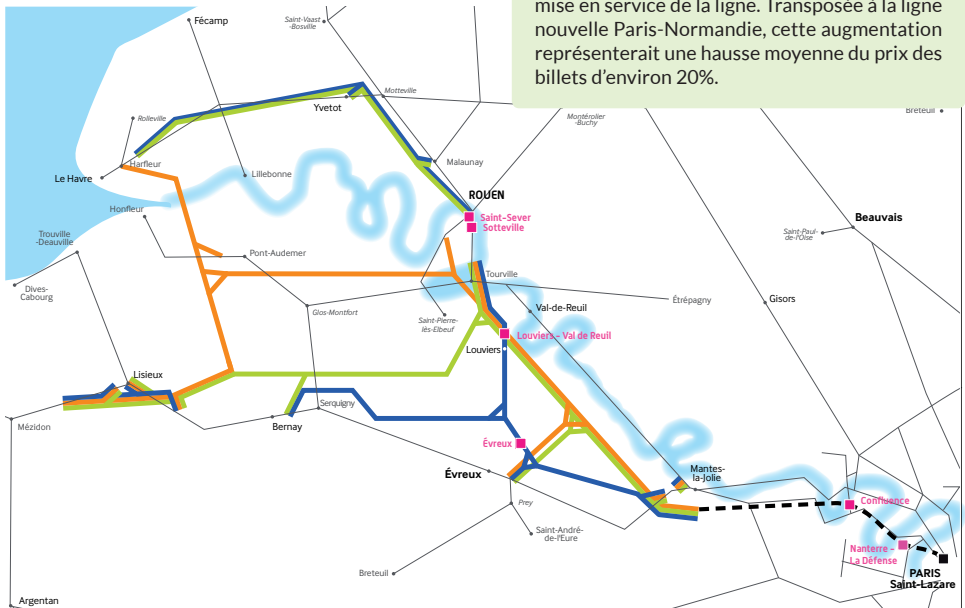 mise en service de la ligne. Transposée à la ligne
nouvelle Paris-Normandie, cette augmentation
représenterait une hausse moyenne du prix des
billets d'environ 20%.
Fécamp
Saint-Vaast
-Bosville
Motteville
Yvetot
Rolleville
Montérolier
-Buchy
Breteuil
Harfleur
Malaunay
Le Havre
Lillebonne
ROUEN
Honfleur
Saint-Sever
Sotteville
Beauvais
Saint-Paul-
de-l'Oise
Trouville
-Deauville
Pont-Audemer
Tourville
Dives-
Cabourg
Étrépagny
Gisors
Glos-Montfort
Saint-Pierre-
lès-Elbeuf
Val-de-Reuil
Louviers – Val de Reuil
Louviers
Lisieux
Serquigny
Bernay
Mézidon
Évreux
Évreux
Mantes-
la-Jolie
Prey
Confluence
Saint-André-
de-l'Eure
Nanterre –
La Défense
Breteuil
PARIS
Saint-Lazare
Argentan